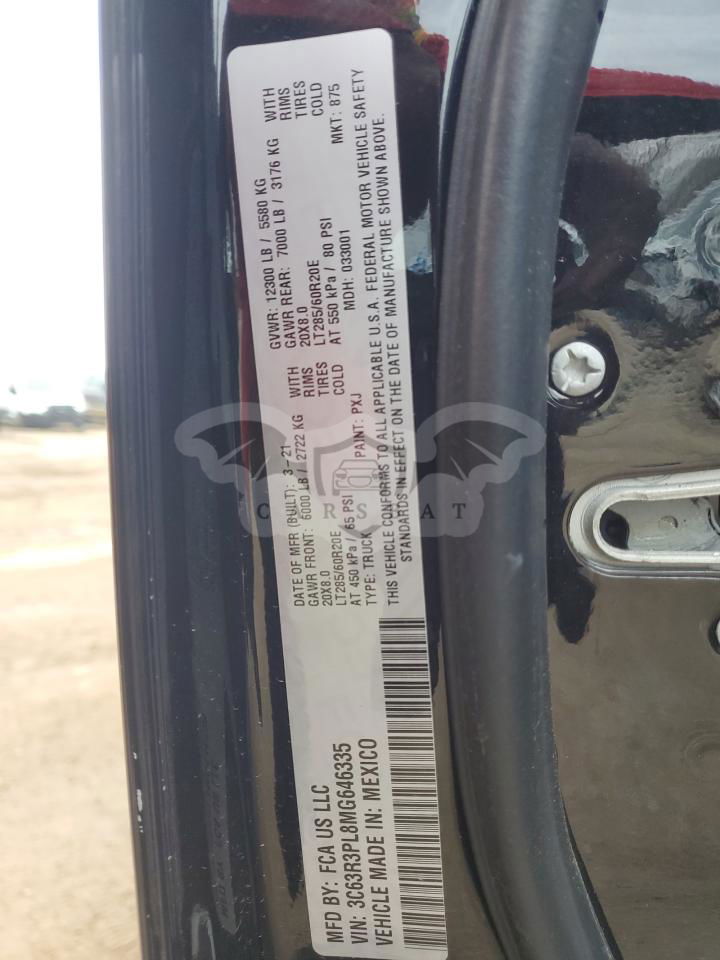 MFD BY: FCA US LLC
VIN: 3C63R3PL8MG646335
VEHICLE MADE IN: MEXICO
DATE OF MFR (BUILT): 3-21
GAWR FRONT: 6000 LB / 2722 KG WITH
20X8.0 RIMS
LT285/60R20E TIRES
AT 450 kPa / 65 PSI COLD
TYPE: TRUCK PAINT: PXJ
GVWR: 12300 LB / 5580 KG
GAWR REAR: 7000 LB / 3176 KG WITH
20X8.0 RIMS
LT285/60R20E TIRES
AT 550 kPa / 80 PSI COLD
MDH: 033001 MKT: 875
THIS VEHICLE CONFORMS TO ALL APPLICABLE U.S.A. FEDERAL MOTOR VEHICLE SAFETY
STANDARDS IN EFFECT ON THE DATE OF MANUFACTURE SHOWN ABOVE.